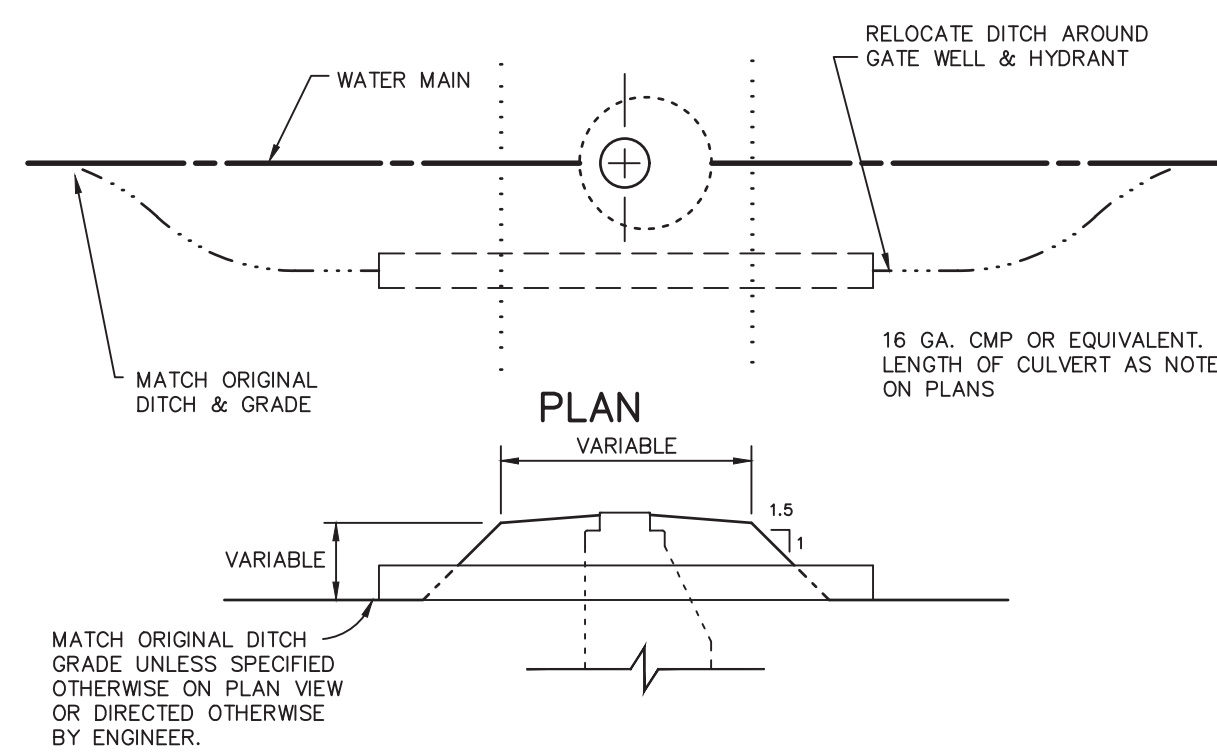 RELOCATE DITCH AROUND
GATE WELL & HYDRANT
WATER MAIN
16 GA. CMP OR EQUIVALENT.
LENGTH OF CULVERT AS NOTE
ON PLANS
MATCH ORIGINAL
DITCH & GRADE
PLAN
VARIABLE
1.5
1
VARIABLE
MATCH ORIGINAL DITCH
GRADE UNLESS SPECIFIED
OTHERWISE ON PLAN VIEW
OR DIRECTED OTHERWISE
BY ENGINEER.